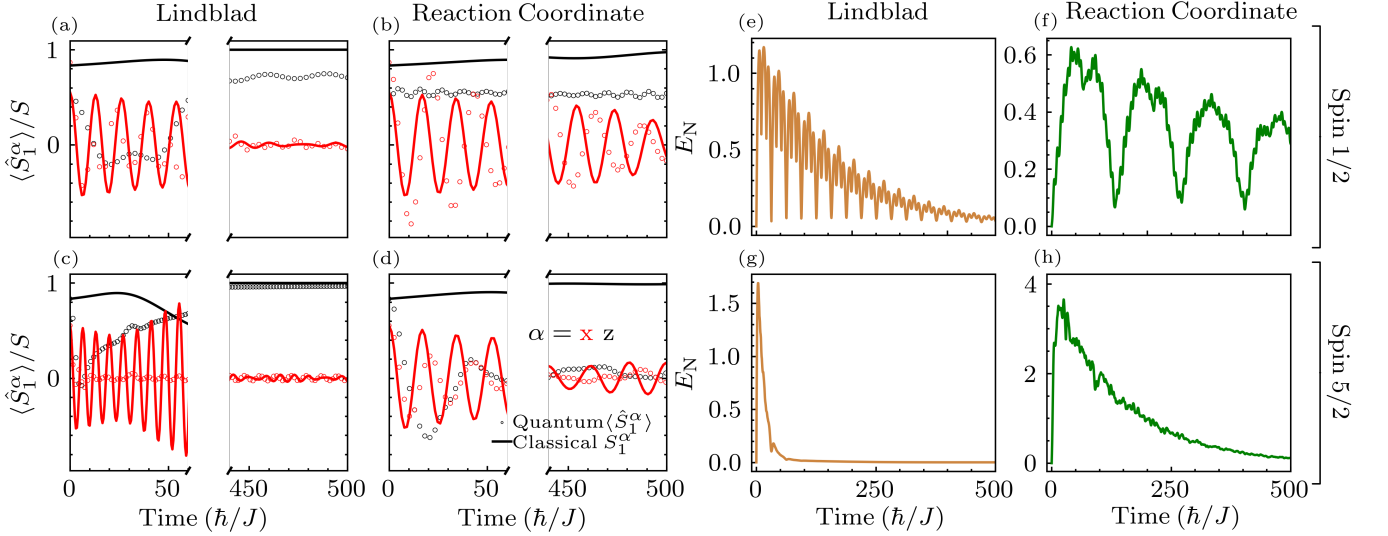 Lindblad
Reaction Coordinate
Lindblad
Reaction Coordinate
(a)
(b)
(e)
(f)
1
0
⟨Ŝ₁^α⟩/S
E_N
1.0
0.5
0.0
0.6
0.4
0.2
0.0
Spin 1/2
(c)
(d)
(g)
(h)
1
0
⟨Ŝ₁^α⟩/S
α = x z
Quantum⟨Ŝ₁^α⟩
Classical S₁^α
E_N
1.5
1.0
0.5
0.0
4
2
0
Spin 5/2
0 50 450 500
0 50 450 500
0 250 500
0 250 500
Time (ℏ/J)
Time (ℏ/J)
Time (ℏ/J)
Time (ℏ/J)